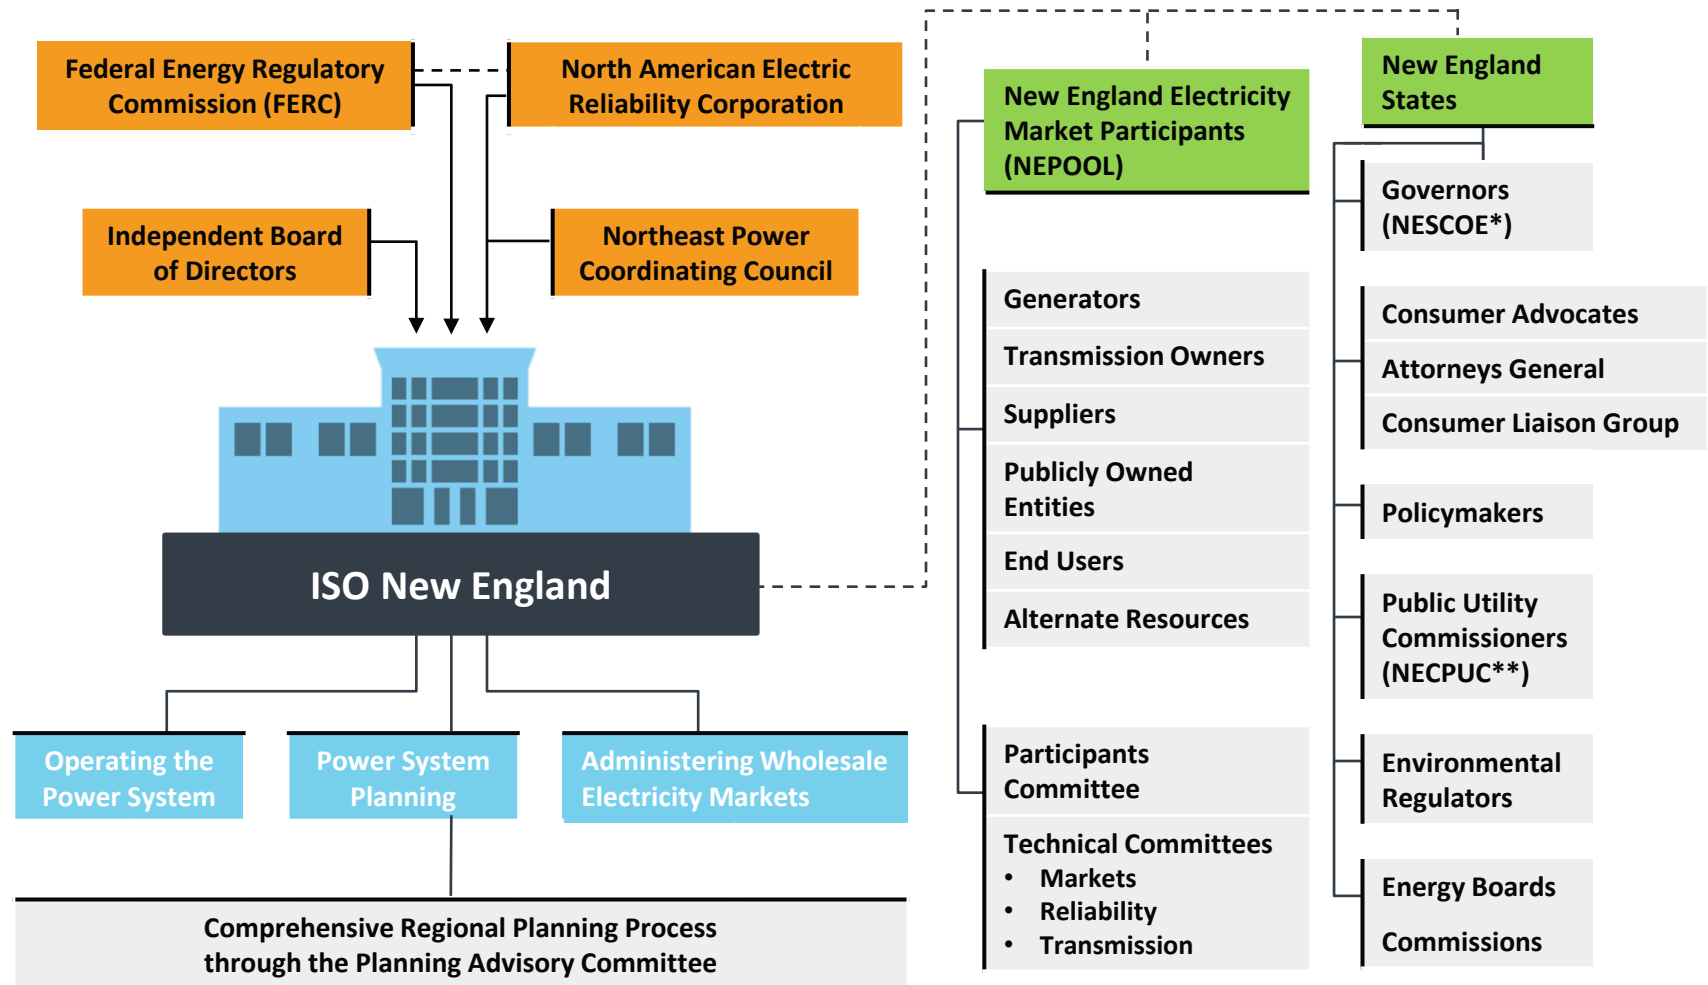 Federal Energy Regulatory
Commission (FERC)
North American Electric
Reliability Corporation
Independent Board
of Directors
Northeast Power
Coordinating Council
ISO New England
Operating the
Power System
Power System
Planning
Administering Wholesale
Electricity Markets
Comprehensive Regional Planning Process
through the Planning Advisory Committee
New England Electricity
Market Participants
(NEPOOL)
Generators
Transmission Owners
Suppliers
Publicly Owned
Entities
End Users
Alternate Resources
Participants
Committee
Technical Committees
• Markets
• Reliability
• Transmission
New England
States
Governors
(NESCOE*)
Consumer Advocates
Attorneys General
Consumer Liaison Group
Policymakers
Public Utility
Commissioners
(NECPUC**)
Environmental
Regulators
Energy Boards
Commissions